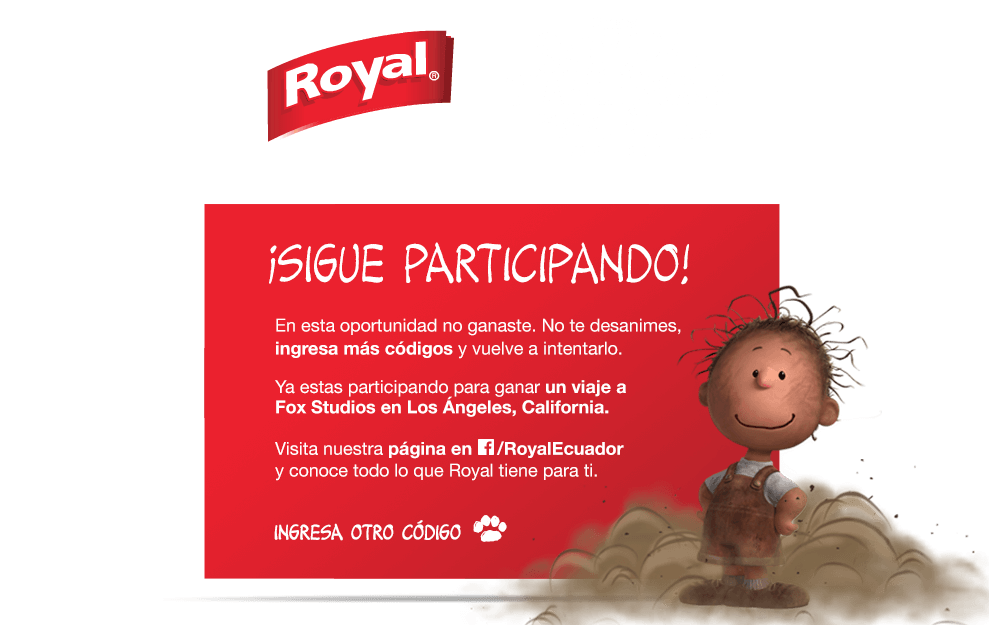 Royal®
¡SIGUE PARTICIPANDO!
En esta oportunidad no ganaste. No te desanimes,
ingresa más códigos y vuelve a intentarlo.
Ya estas participando para ganar un viaje a
Fox Studios en Los Ángeles, California.
Visita nuestra página en f/RoyalEcuador
y conoce todo lo que Royal tiene para ti.
INGRESA OTRO CÓDIGO